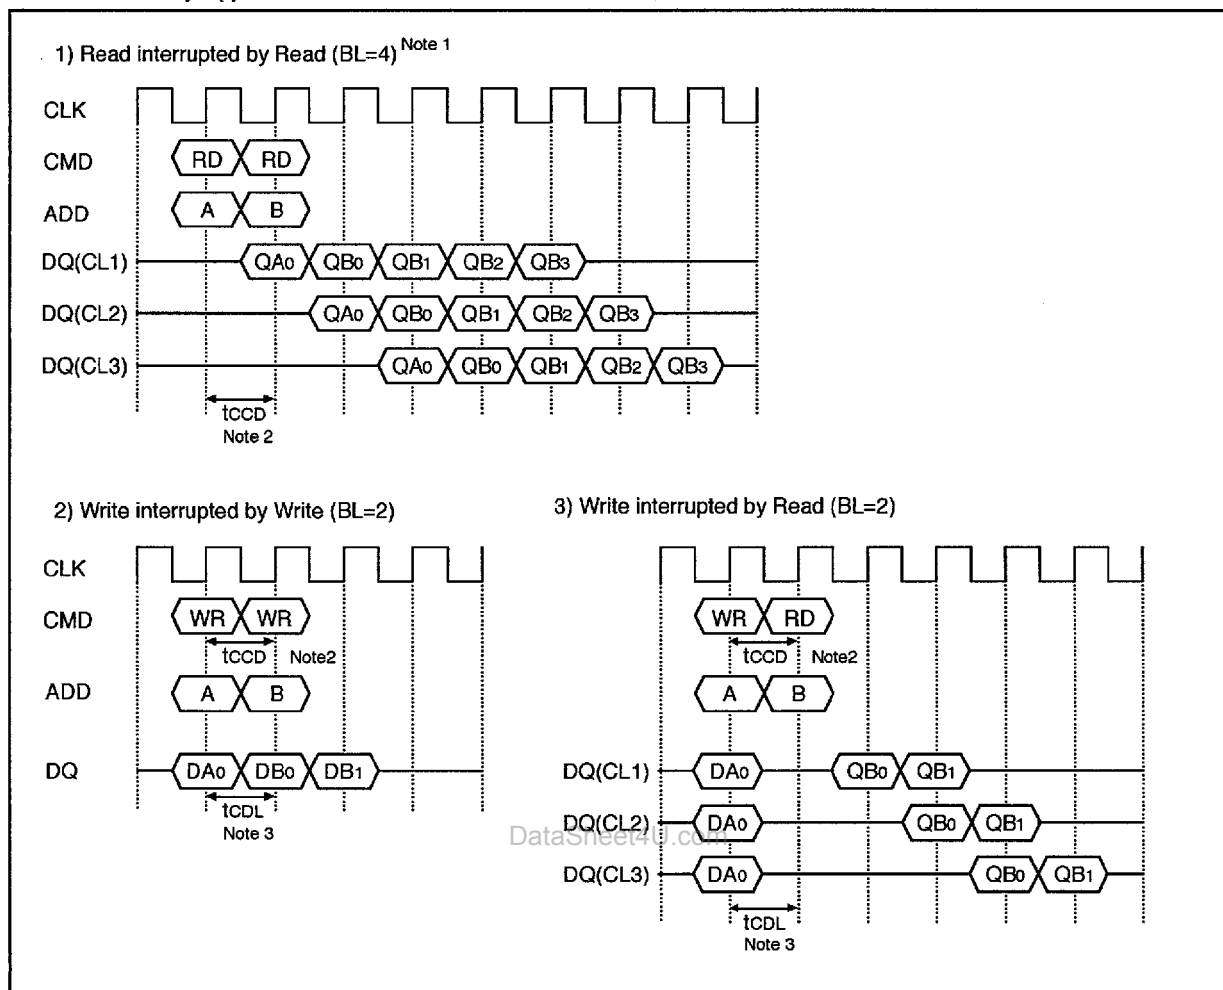 1) Read interrupted by Read (BL=4) Note 1
CLK
CMD RD RD
ADD A B
DQ(CL1) QA0 QB0 QB1 QB2 QB3
DQ(CL2) QA0 QB0 QB1 QB2 QB3
DQ(CL3) QA0 QB0 QB1 QB2 QB3
tCCD
Note 2
2) Write interrupted by Write (BL=2)
CLK
CMD WR WR
tCCD Note2
ADD A B
DQ DA0 DB0 DB1
tCDL
Note 3
3) Write interrupted by Read (BL=2)
WR RD
tCCD Note2
A B
DQ(CL1) DA0 QB0 QB1
DQ(CL2) DA0 QB0 QB1
DataSheet4U.com
DQ(CL3) DA0 QB0 QB1
tCDL
Note 3